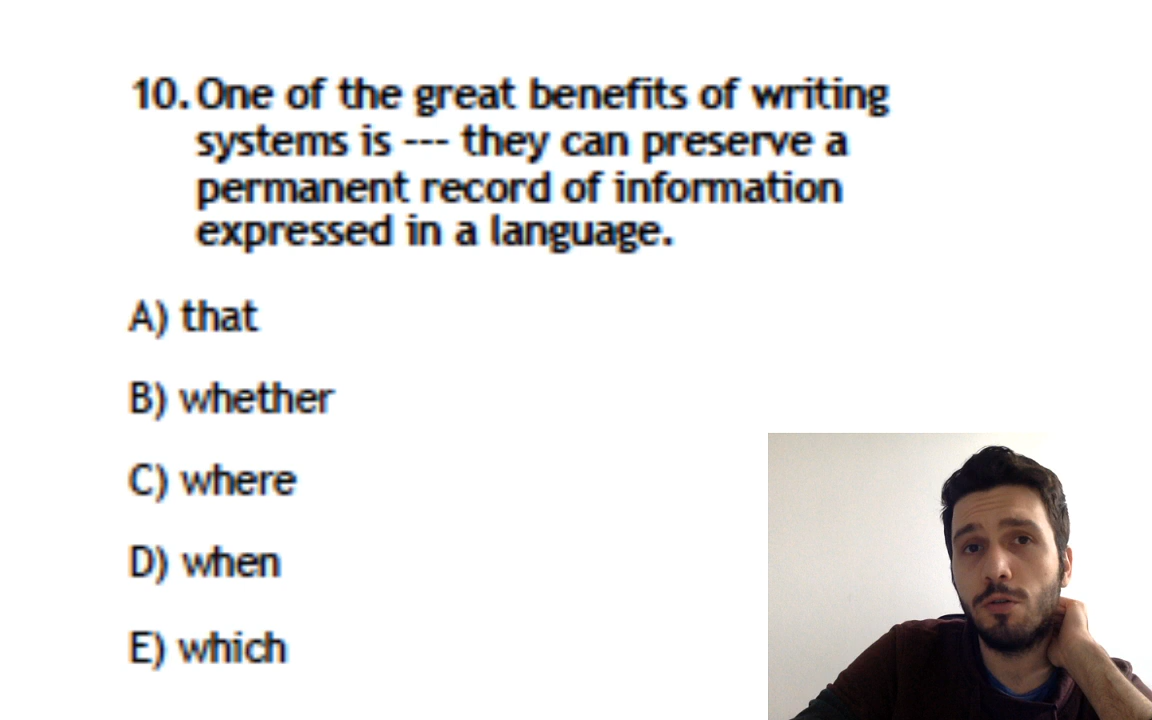 10. One of the great benefits of writing
systems is --- they can preserve a
permanent record of information
expressed in a language.
A) that
B) whether
C) where
D) when
E) which